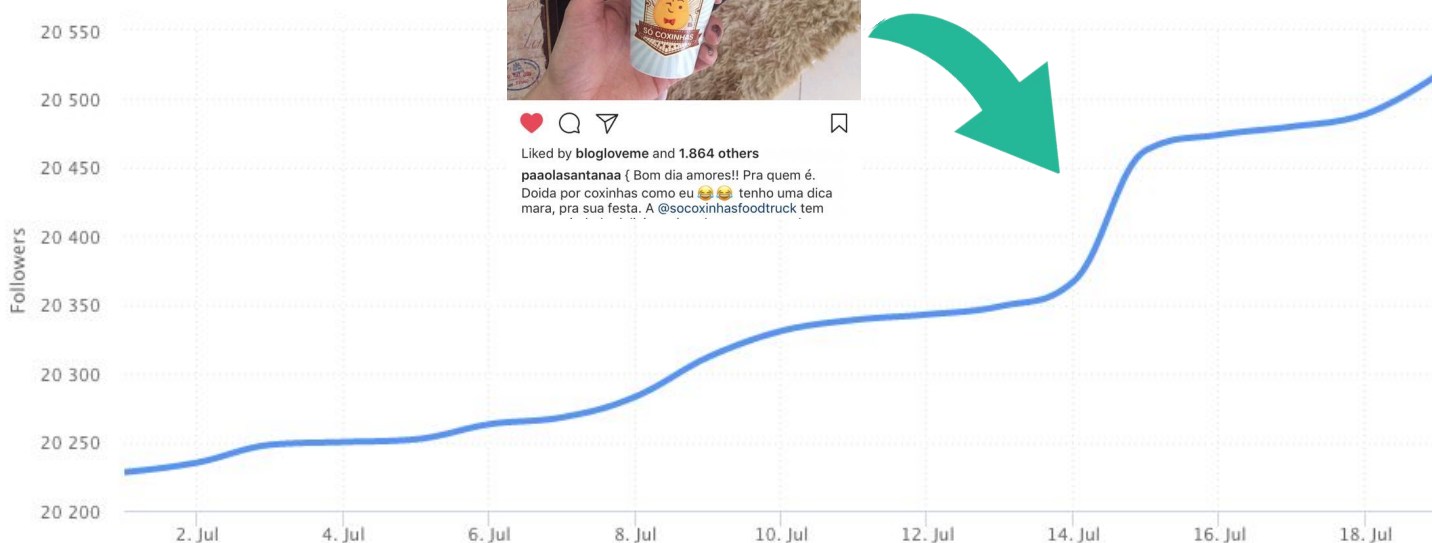 SÓ COXINHAS
Liked by blogloveme and 1.864 others
paaolasantanaa { Bom dia amores!! Pra quem é.
Doida por coxinhas como eu 😂😂 tenho uma dica
mara, pra sua festa. A @socoxinhasfoodtruck tem
Followers
20 550
20 500
20 450
20 400
20 350
20 300
20 250
20 200
2. Jul
4. Jul
6. Jul
8. Jul
10. Jul
12. Jul
14. Jul
16. Jul
18. Jul